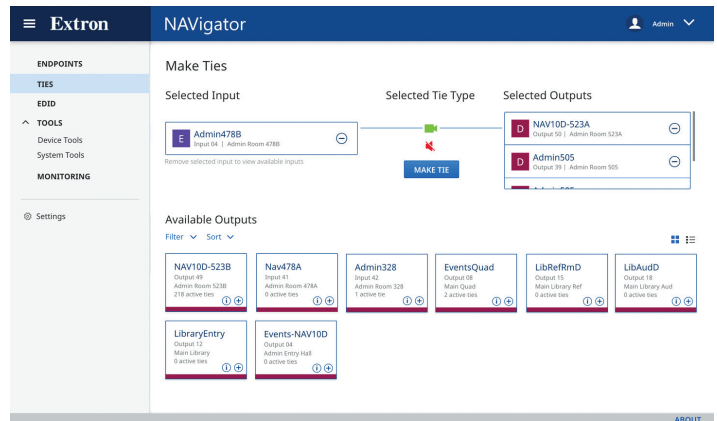 Extron
NAVigator
Admin
ENDPOINTS
TIES
EDID
TOOLS
Device Tools
System Tools
MONITORING
Settings
Make Ties
Selected Input
Selected Tie Type
Selected Outputs
E
Admin478B
Input 04 | Admin Room 478B
Remove selected input to view available inputs
MAKE TIE
D
NAV10D-523A
Output 50 | Admin Room 523A
D
Admin505
Output 39 | Admin Room 505
Available Outputs
Filter
Sort
NAV10D-523B
Output 49
Admin Room 523B
218 active ties
Nav478A
Input 41
Admin Room 478A
0 active ties
Admin328
Input 42
Admin Room 328
1 active tie
EventsQuad
Output 08
Main Quad
2 active ties
LibRefRmD
Output 15
Main Library Ref
0 active ties
LibAudD
Output 18
Main Library Aud
0 active ties
LibraryEntry
Output 12
Main Library
0 active ties
Events-NAV10D
Output 04
Admin Entry Hall
0 active ties
ABOUT